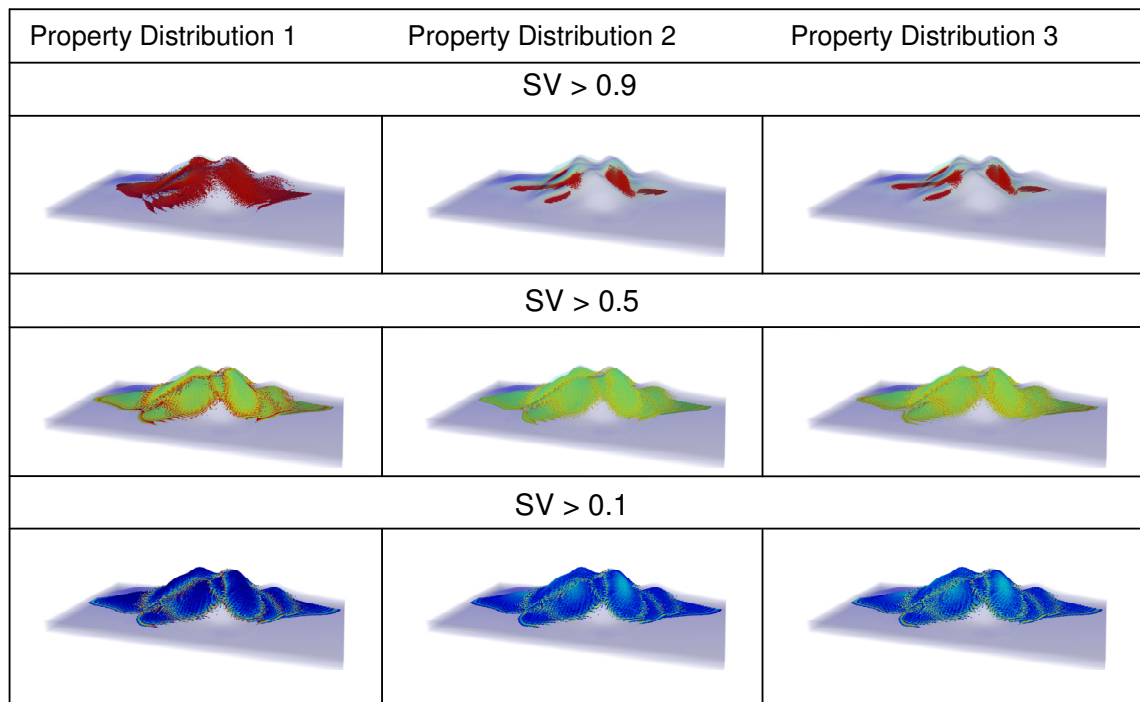 Property Distribution 1
Property Distribution 2
Property Distribution 3
SV > 0.9
SV > 0.5
SV > 0.1